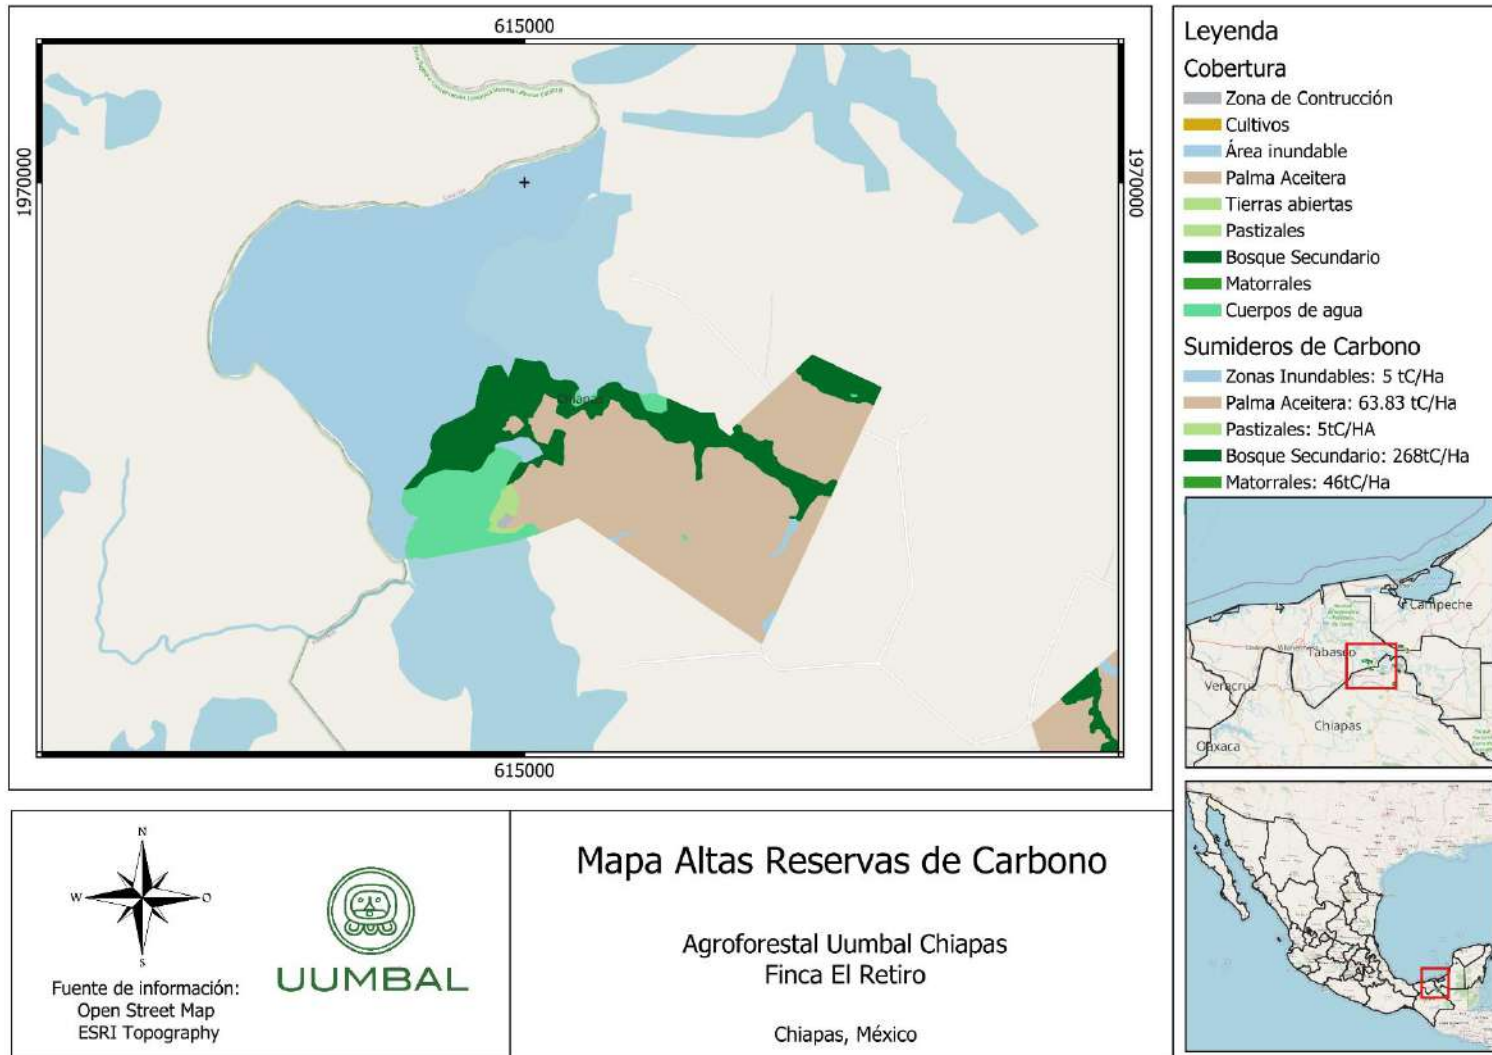 615000
1970000
1970000
Chiapas
615000
Leyenda
Cobertura
Zona de Contrucción
Cultivos
Área inundable
Palma Aceitera
Tierras abiertas
Pastizales
Bosque Secundario
Matorrales
Cuerpos de agua
Sumideros de Carbono
Zonas Inundables: 5 tC/Ha
Palma Aceitera: 63.83 tC/Ha
Pastizales: 5tC/HA
Bosque Secundario: 268tC/Ha
Matorrales: 46tC/Ha
Campeche
Tabasco
Veracruz
Chiapas
Oaxaca
N
W
O
S
Fuente de información:
Open Street Map
ESRI Topography
UUMBAL
Mapa Altas Reservas de Carbono
Agroforestal Uumbal Chiapas
Finca El Retiro
Chiapas, México